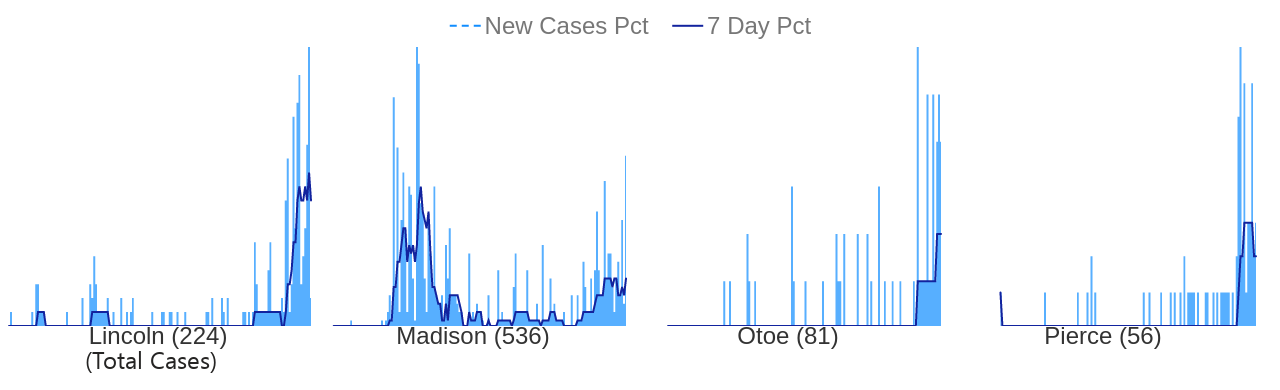 New Cases Pct 7 Day Pct
Lincoln (224) Madison (536) Otoe (81) Pierce (56)
(Total Cases)